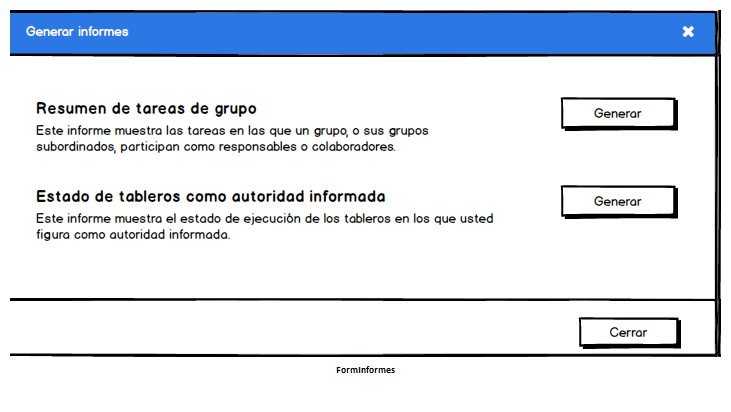 Generar informes
Resumen de tareas de grupo
Generar
Este informe muestra las tareas en las que un grupo, o sus grupos
subordinados, participan como responsables o colaboradores.
Estado de tableros como autoridad informada
Generar
Este informe muestra el estado de ejecución de los tableros en los que usted
figura como autoridad informada.
Cerrar
FormInformes